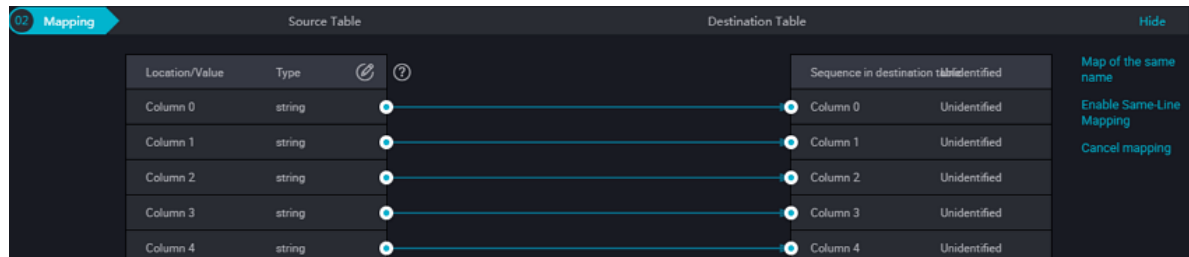 02 Mapping Source Table Destination Table Hide
Location/Value Type ? Sequence in destination table Unidentified
Column 0 string Column 0 Unidentified
Column 1 string Column 1 Unidentified
Column 2 string Column 2 Unidentified
Column 3 string Column 3 Unidentified
Column 4 string Column 4 Unidentified
Map of the same
name
Enable Same-Line
Mapping
Cancel mapping